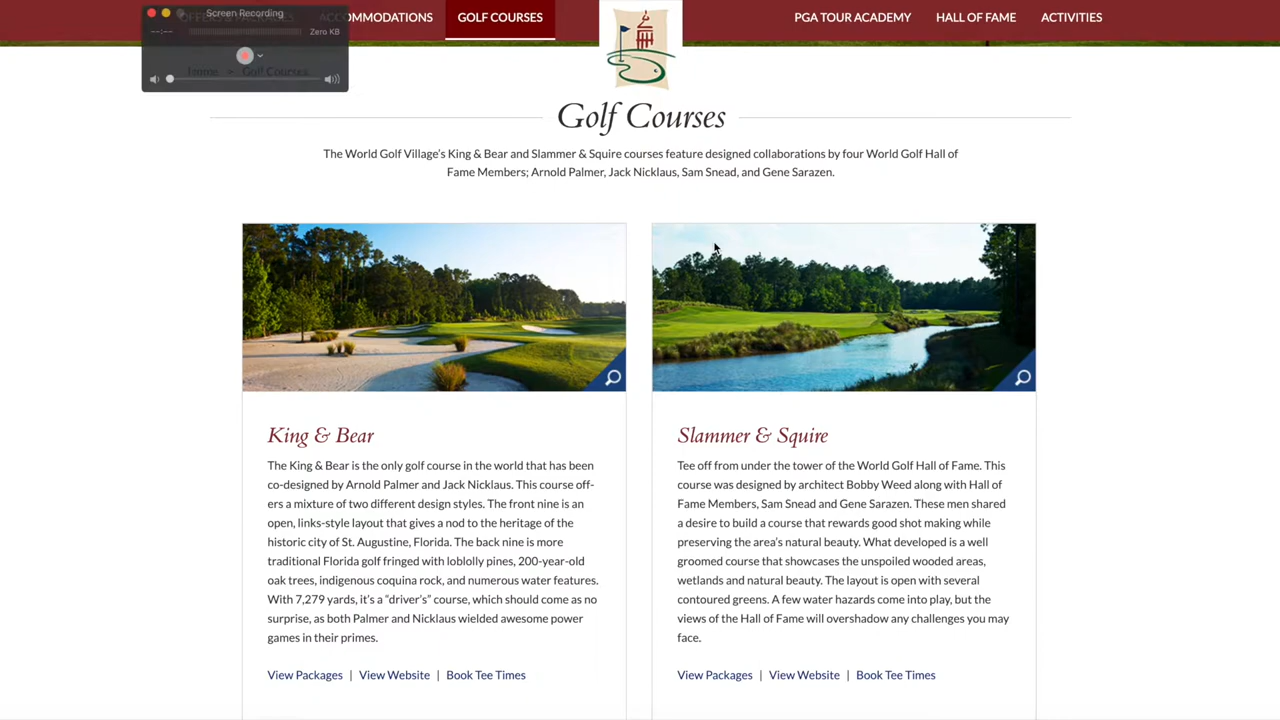 Screen Recording
--:--
Zero KB
ACCOMMODATIONS
GOLF COURSES
PGA TOUR ACADEMY
HALL OF FAME
ACTIVITIES
Home > Golf Courses
Golf Courses
The World Golf Village's King & Bear and Slammer & Squire courses feature designed collaborations by four World Golf Hall of
Fame Members; Arnold Palmer, Jack Nicklaus, Sam Snead, and Gene Sarazen.
King & Bear
The King & Bear is the only golf course in the world that has been
co-designed by Arnold Palmer and Jack Nicklaus. This course off-
ers a mixture of two different design styles. The front nine is an
open, links-style layout that gives a nod to the heritage of the
historic city of St. Augustine, Florida. The back nine is more
traditional Florida golf fringed with loblolly pines, 200-year-old
oak trees, indigenous coquina rock, and numerous water features.
With 7,279 yards, it's a "driver's" course, which should come as no
surprise, as both Palmer and Nicklaus wielded awesome power
games in their primes.
View Packages | View Website | Book Tee Times
Slammer & Squire
Tee off from under the tower of the World Golf Hall of Fame. This
course was designed by architect Bobby Weed along with Hall of
Fame Members, Sam Snead and Gene Sarazen. These men shared
a desire to build a course that rewards good shot making while
preserving the area's natural beauty. What developed is a well
groomed course that showcases the unspoiled wooded areas,
wetlands and natural beauty. The layout is open with several
contoured greens. A few water hazards come into play, but the
views of the Hall of Fame will overshadow any challenges you may
face.
View Packages | View Website | Book Tee Times